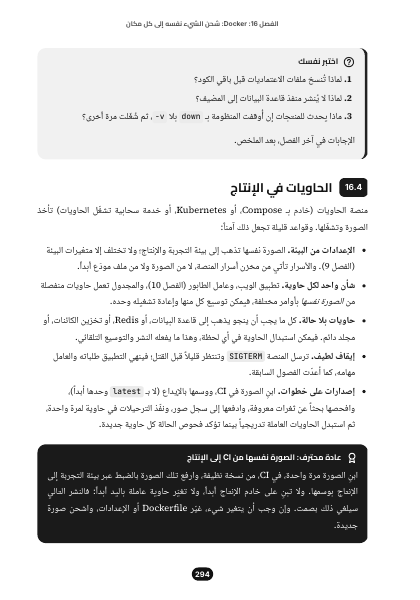 الفصل 16: Docker: شحن الشيء نفسه إلى كل مكان
اختبر نفسك
1. لماذا تُنسخ ملفات الاعتماديات قبل باقي الكود؟
2. لماذا لا يُنشر منفذ قاعدة البيانات إلى المضيف؟
3. ماذا يحدث للمنتجات إن أُوقفت المنظومة بـ down بلا -v، ثم شُغّلت مرة أخرى؟
الإجابات في آخر الفصل، بعد الملخص.
16.4 الحاويات في الإنتاج
منصة الحاويات (خادم بـ Compose، أو Kubernetes، أو خدمة سحابية تشغّل الحاويات) تأخذ
الصورة وتشغّلها. وقواعد قليلة تجعل ذلك آمناً:
• الإعدادات من البيئة. الصورة نفسها تذهب إلى بيئة التجربة والإنتاج؛ ولا تختلف إلا متغيرات البيئة
(الفصل 9). والأسرار تأتي من مخزن أسرار المنصة، لا من الصورة ولا من ملف مودَع أبداً.
• شأن واحد لكل حاوية. تطبيق الويب، وعامل الطابور (الفصل 10)، والمجدول تعمل حاويات منفصلة
من الصورة نفسها بأوامر مختلفة، فيمكن توسيع كل منها وإعادة تشغيله وحده.
• حاويات بلا حالة. كل ما يجب أن ينجو يذهب إلى قاعدة البيانات، أو Redis، أو تخزين الكائنات، أو
مجلد دائم. فيمكن استبدال الحاوية في أي لحظة، وهذا ما يفعله النشر والتوسيع التلقائي.
• إيقاف لطيف. ترسل المنصة SIGTERM وتنتظر قليلاً قبل القتل؛ فينهي التطبيق طلباته والعامل
مهامه، كما أعدّت الفصول السابقة.
• إصدارات على خطوات. ابنِ الصورة في CI، ووسمها بالإيداع (لا بـ latest وحدها أبداً)،
وافحصها بحثاً عن ثغرات معروفة، وادفعها إلى سجل صور، ونفّذ الترحيلات في حاوية لمرة واحدة،
ثم استبدل الحاويات العاملة تدريجياً بينما تؤكد فحوص الحالة كل حاوية جديدة.
عادة محترف: الصورة نفسها من CI إلى الإنتاج
ابنِ الصورة مرة واحدة، في CI، من نسخة نظيفة، وارفع تلك الصورة بالضبط عبر بيئة التجربة إلى
الإنتاج بوسمها. ولا تبنِ على خادم الإنتاج أبداً، ولا تغيّر حاوية عاملة باليد أبداً: فالنشر التالي
سيلغي ذلك بصمت. وإن وجب أن يتغير شيء، غيّر Dockerfile أو الإعدادات، واشحن صورة
جديدة.
294